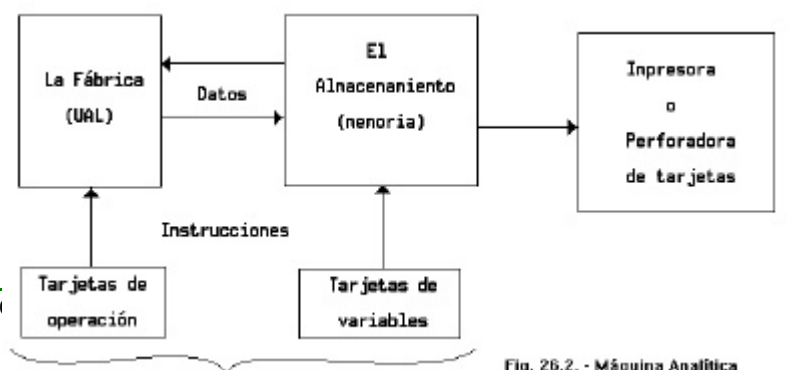 La Fábrica
(UAL)
Datos
El
Almacenamiento
(memoria)
Impresora
o
Perforadora
de tarjetas
Instrucciones
Tarjetas de
operación
Tarjetas de
variables
Fig. 26.2. - Máquina Analítica